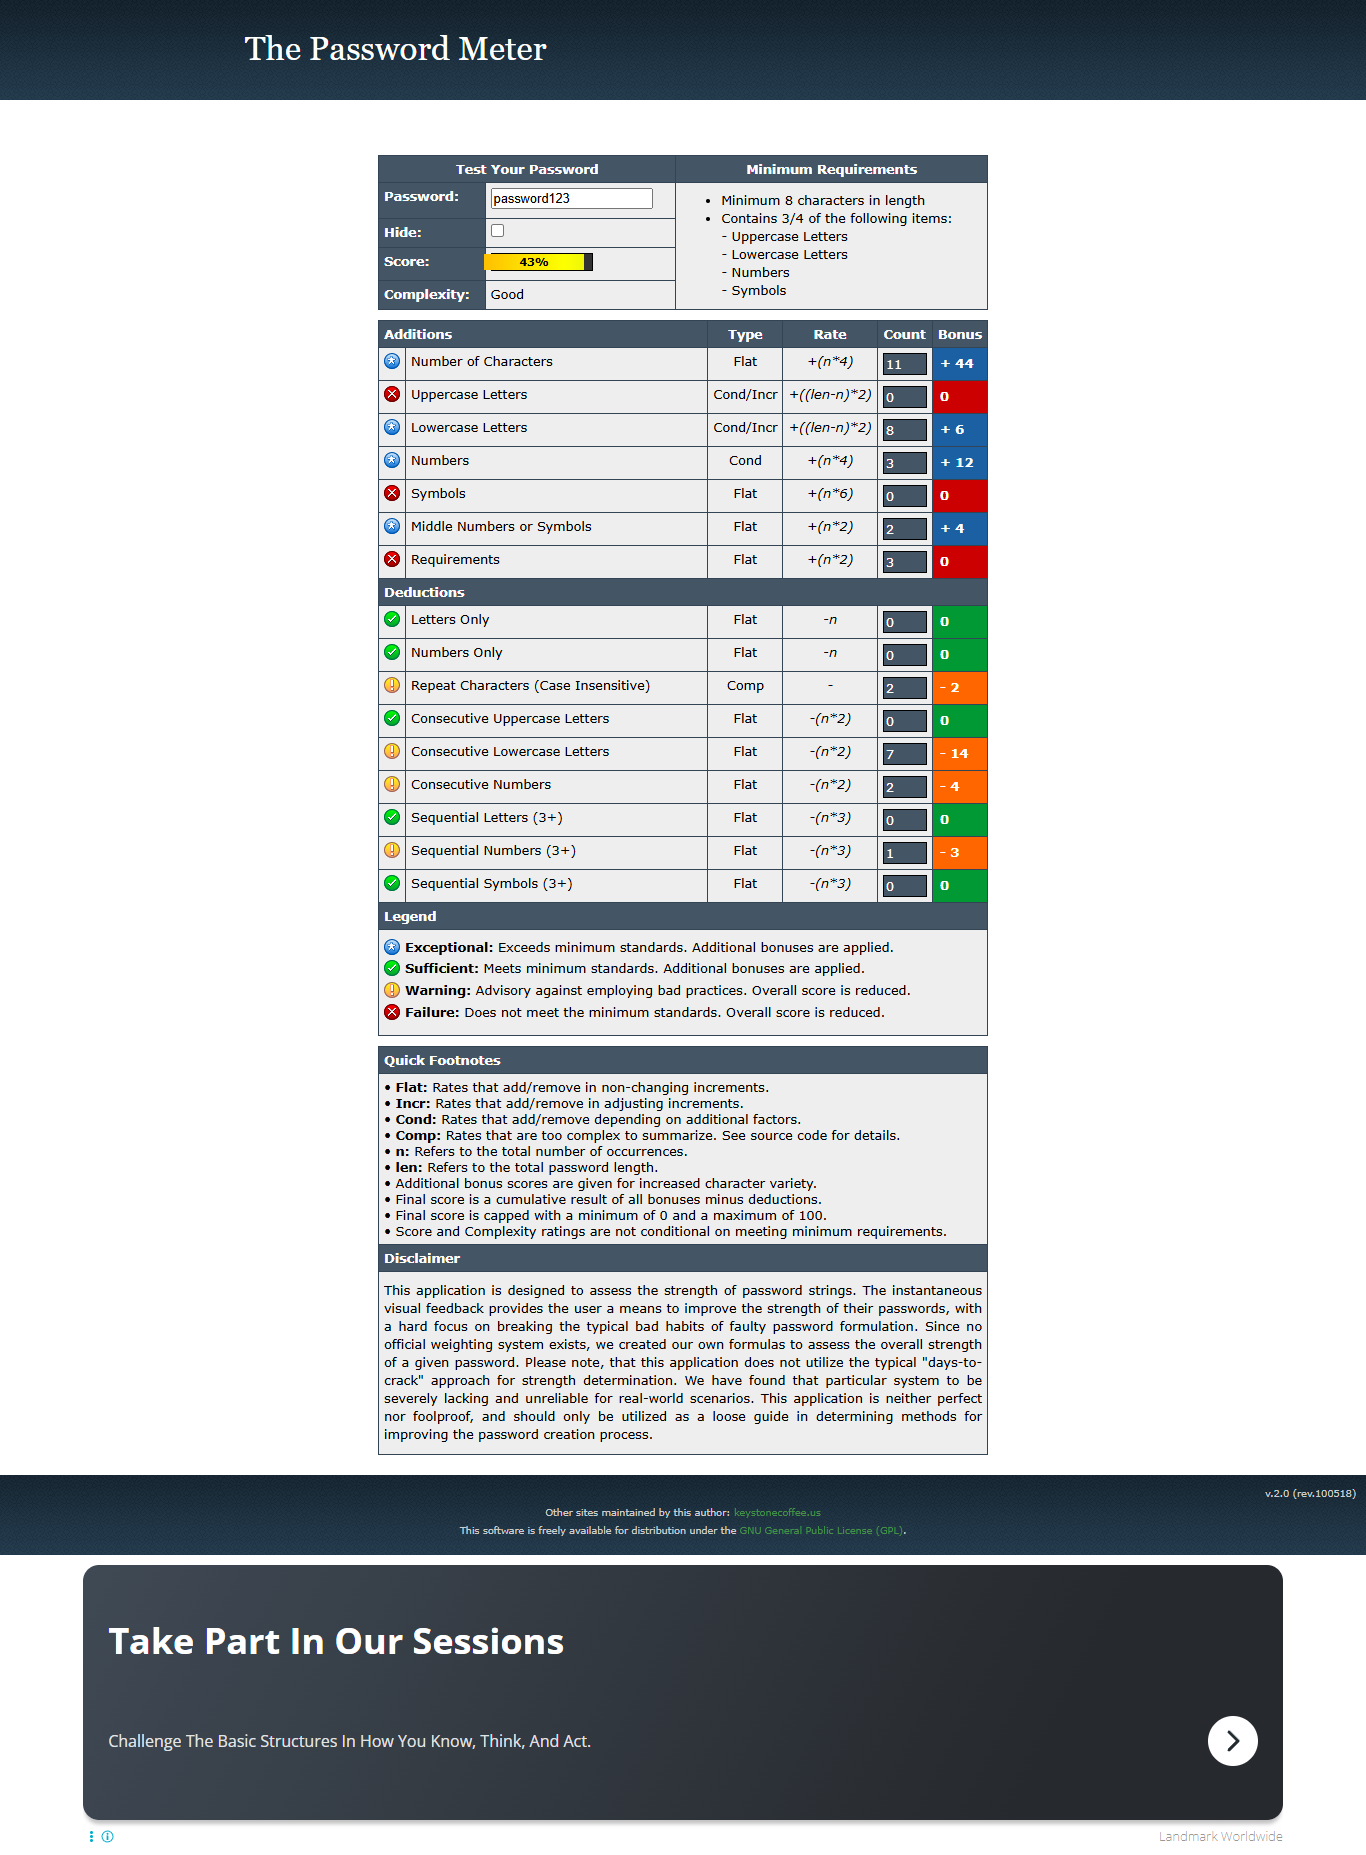 The Password Meter
Test Your Password Minimum Requirements
Password: password123
Hide:
Score: 43%
Complexity: Good
• Minimum 8 characters in length
• Contains 3/4 of the following items:
- Uppercase Letters
- Lowercase Letters
- Numbers
- Symbols
Additions Type Rate Count Bonus
Number of Characters Flat +(n*4) 11 + 44
Uppercase Letters Cond/Incr +((len-n)*2) 0 0
Lowercase Letters Cond/Incr +((len-n)*2) 8 + 6
Numbers Cond +(n*4) 3 + 12
Symbols Flat +(n*6) 0 0
Middle Numbers or Symbols Flat +(n*2) 2 + 4
Requirements Flat +(n*2) 3 0
Deductions
Letters Only Flat -n 0 0
Numbers Only Flat -n 0 0
Repeat Characters (Case Insensitive) Comp - 2 - 2
Consecutive Uppercase Letters Flat -(n*2) 0 0
Consecutive Lowercase Letters Flat -(n*2) 7 - 14
Consecutive Numbers Flat -(n*2) 2 - 4
Sequential Letters (3+) Flat -(n*3) 0 0
Sequential Numbers (3+) Flat -(n*3) 1 - 3
Sequential Symbols (3+) Flat -(n*3) 0 0
Legend
Exceptional: Exceeds minimum standards. Additional bonuses are applied.
Sufficient: Meets minimum standards. Additional bonuses are applied.
Warning: Advisory against employing bad practices. Overall score is reduced.
Failure: Does not meet the minimum standards. Overall score is reduced.
Quick Footnotes
• Flat: Rates that add/remove in non-changing increments.
• Incr: Rates that add/remove in adjusting increments.
• Cond: Rates that add/remove depending on additional factors.
• Comp: Rates that are too complex to summarize. See source code for details.
• n: Refers to the total number of occurrences.
• len: Refers to the total password length.
• Additional bonus scores are given for increased character variety.
• Final score is a cumulative result of all bonuses minus deductions.
• Final score is capped with a minimum of 0 and a maximum of 100.
• Score and Complexity ratings are not conditional on meeting minimum requirements.
Disclaimer
This application is designed to assess the strength of password strings. The instantaneous
visual feedback provides the user a means to improve the strength of their passwords, with
a hard focus on breaking the typical bad habits of faulty password formulation. Since no
official weighting system exists, we created our own formulas to assess the overall strength
of a given password. Please note, that this application does not utilize the typical "days-to-
crack" approach for strength determination. We have found that particular system to be
severely lacking and unreliable for real-world scenarios. This application is neither perfect
nor foolproof, and should only be utilized as a loose guide in determining methods for
improving the password creation process.
v.2.0 (rev.100518)
Other sites maintained by this author: keystonecoffee.us
This software is freely available for distribution under the GNU General Public License (GPL).
Take Part In Our Sessions
Challenge The Basic Structures In How You Know, Think, And Act.
Landmark Worldwide